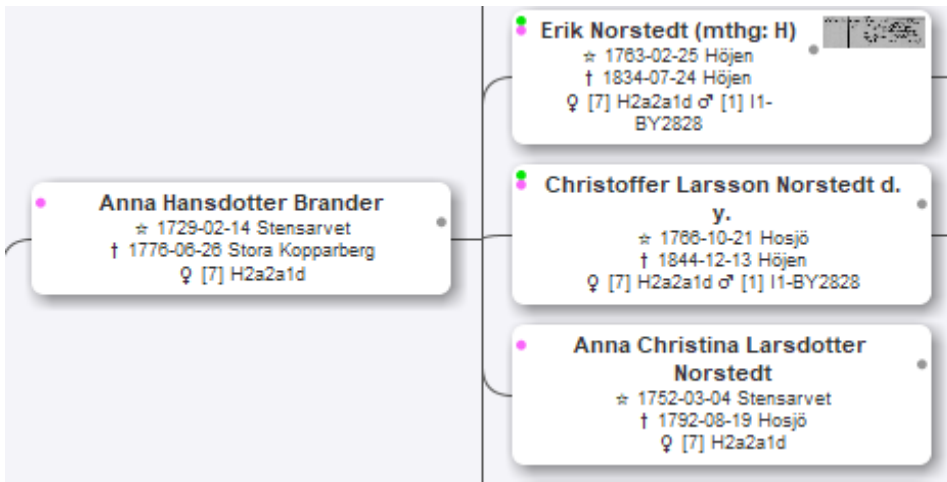 Erik Norstedt (mthg: H)
☆ 1763-02-25 Höjen
† 1834-07-24 Höjen
♀ [7] H2a2a1d ♂ [1] I1-
BY2828
Christoffer Larsson Norstedt d.
y.
☆ 1766-10-21 Hosjö
† 1844-12-13 Höjen
♀ [7] H2a2a1d ♂ [1] I1-BY2828
Anna Hansdotter Brander
☆ 1729-02-14 Stensarvet
† 1776-06-26 Stora Kopparberg
♀ [7] H2a2a1d
Anna Christina Larsdotter
Norstedt
☆ 1752-03-04 Stensarvet
† 1792-08-19 Hosjö
♀ [7] H2a2a1d